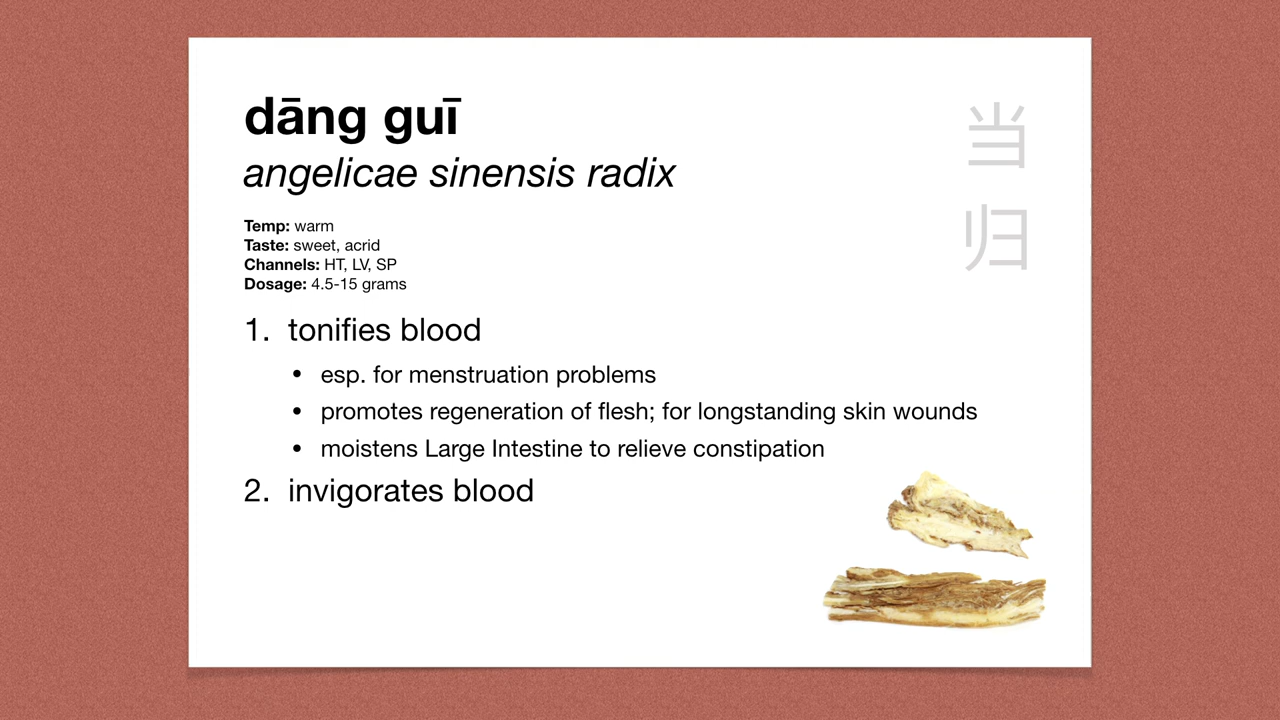 dāng guī
angelicae sinensis radix
当
归
Temp: warm
Taste: sweet, acrid
Channels: HT, LV, SP
Dosage: 4.5-15 grams
1. tonifies blood
• esp. for menstruation problems
• promotes regeneration of flesh; for longstanding skin wounds
• moistens Large Intestine to relieve constipation
2. invigorates blood